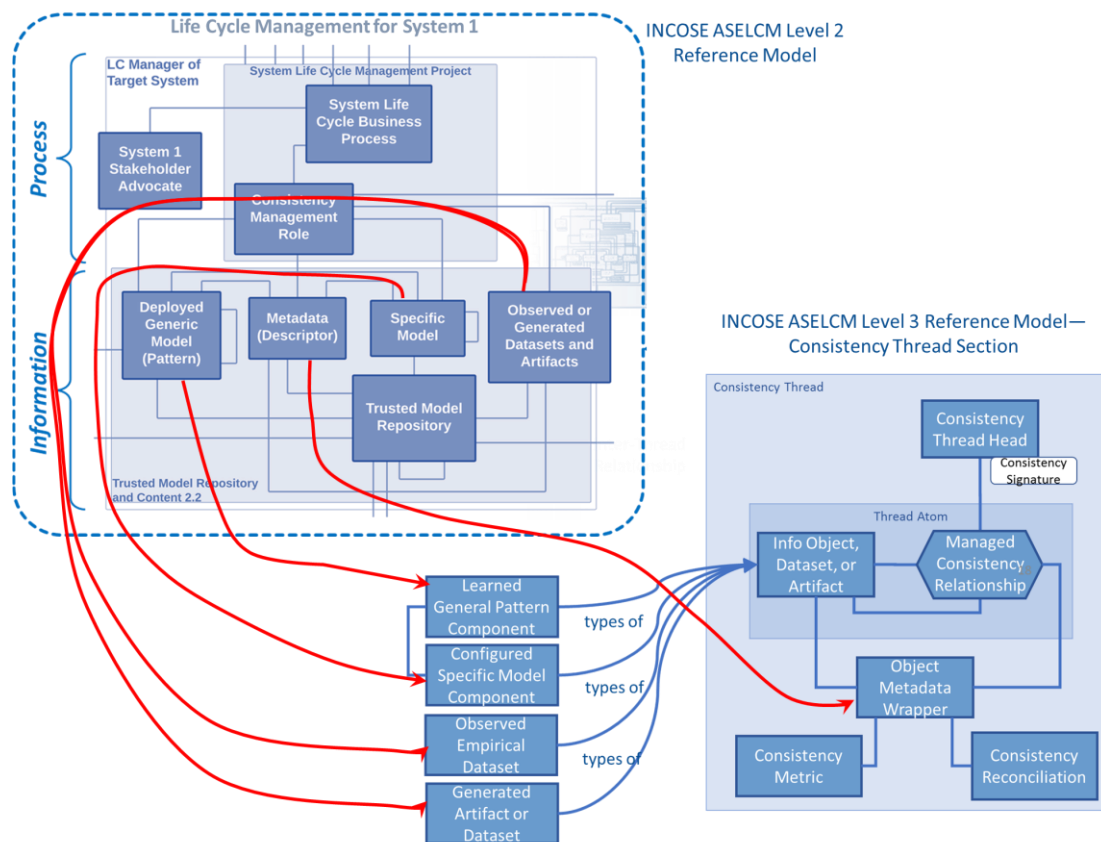 Life Cycle Management for System 1
INCOSE ASELCM Level 2
Reference Model
LC Manager of
Target System
System Life Cycle Management Project
System Life
Cycle Business
Process
System 1
Stakeholder
Advocate
Process
Consistency
Management
Role
Information
Deployed
Generic
Model
(Pattern)
Metadata
(Descriptor)
Specific
Model
Observed or
Generated
Datasets and
Artifacts
Trusted Model
Repository
Trusted Model Repository
and Content 2.2
INCOSE ASELCM Level 3 Reference Model—
Consistency Thread Section
Consistency Thread
Consistency
Thread Head
Consistency
Signature
Thread Atom
Info Object,
Dataset, or
Artifact
Managed
Consistency
Relationship
Learned
General Pattern
Component
types of
Configured
Specific Model
Component
types of
Object
Metadata
Wrapper
Observed
Empirical
Dataset
types of
Consistency
Metric
Consistency
Reconciliation
Generated
Artifact or
Dataset